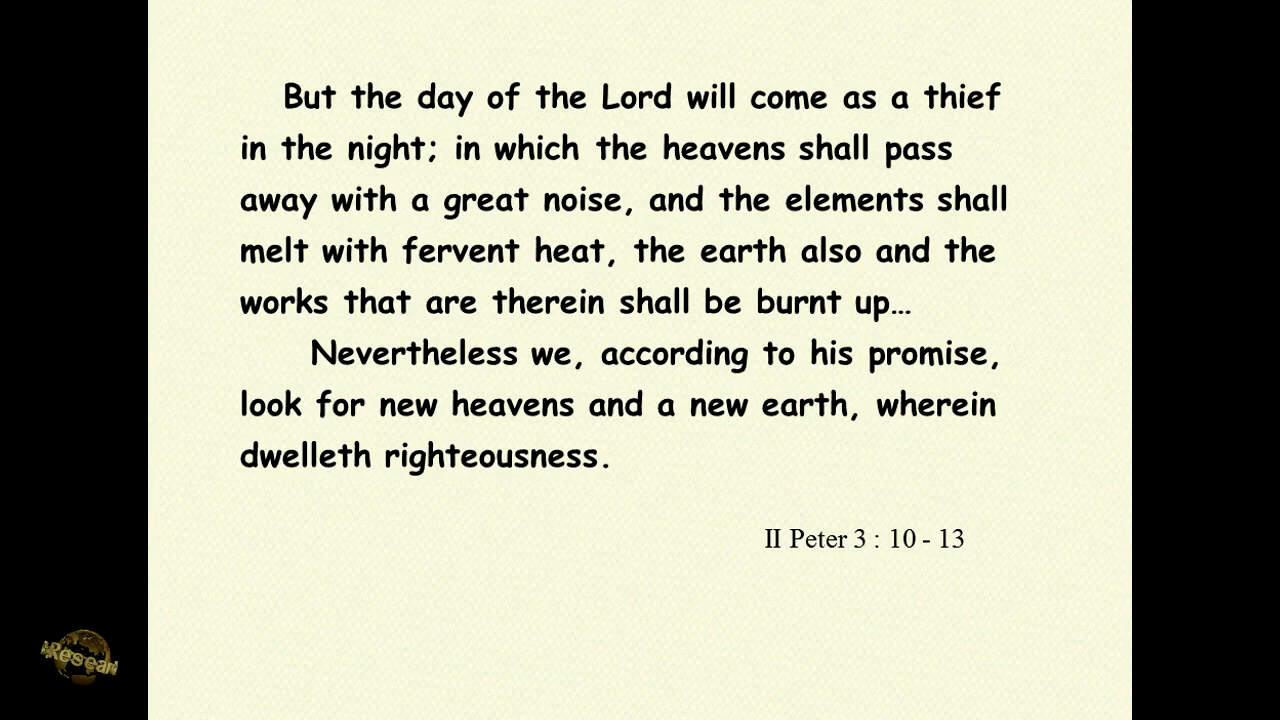 But the day of the Lord will come as a thief
in the night; in which the heavens shall pass
away with a great noise, and the elements shall
melt with fervent heat, the earth also and the
works that are therein shall be burnt up…
Nevertheless we, according to his promise,
look for new heavens and a new earth, wherein
dwelleth righteousness.
II Peter 3 : 10 - 13